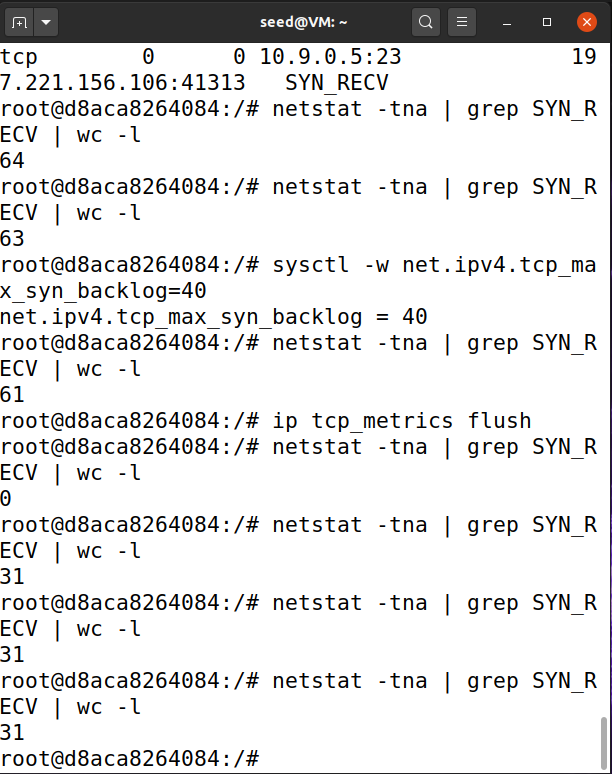 seed@VM: ~
tcp        0      0 10.9.0.5:23             19
7.221.156.106:41313   SYN_RECV
root@d8aca8264084:/# netstat -tna | grep SYN_R
ECV | wc -l
64
root@d8aca8264084:/# netstat -tna | grep SYN_R
ECV | wc -l
63
root@d8aca8264084:/# sysctl -w net.ipv4.tcp_ma
x_syn_backlog=40
net.ipv4.tcp_max_syn_backlog = 40
root@d8aca8264084:/# netstat -tna | grep SYN_R
ECV | wc -l
61
root@d8aca8264084:/# ip tcp_metrics flush
root@d8aca8264084:/# netstat -tna | grep SYN_R
ECV | wc -l
0
root@d8aca8264084:/# netstat -tna | grep SYN_R
ECV | wc -l
31
root@d8aca8264084:/# netstat -tna | grep SYN_R
ECV | wc -l
31
root@d8aca8264084:/# netstat -tna | grep SYN_R
ECV | wc -l
31
root@d8aca8264084:/#